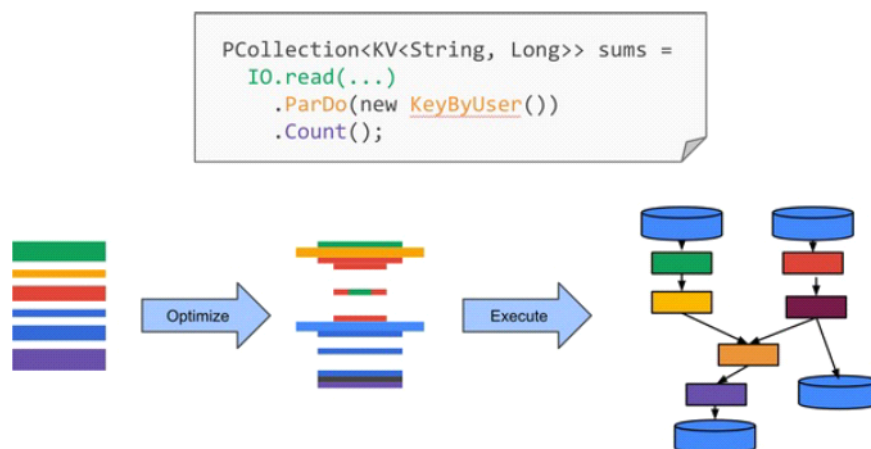 PCollection<KV<String, Long>> sums =
IO.read(...)
.ParDo(new KeyByUser())
.Count();
Optimize
Execute